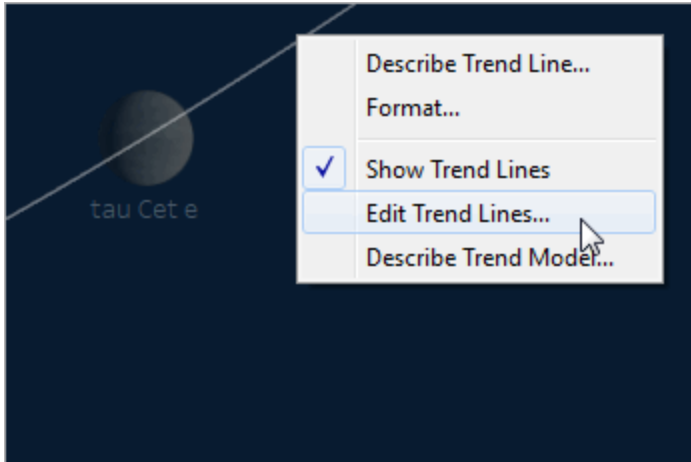 Describe Trend Line...
Format...
Show Trend Lines
tau Cet e
Edit Trend Lines...
Describe Trend Model...